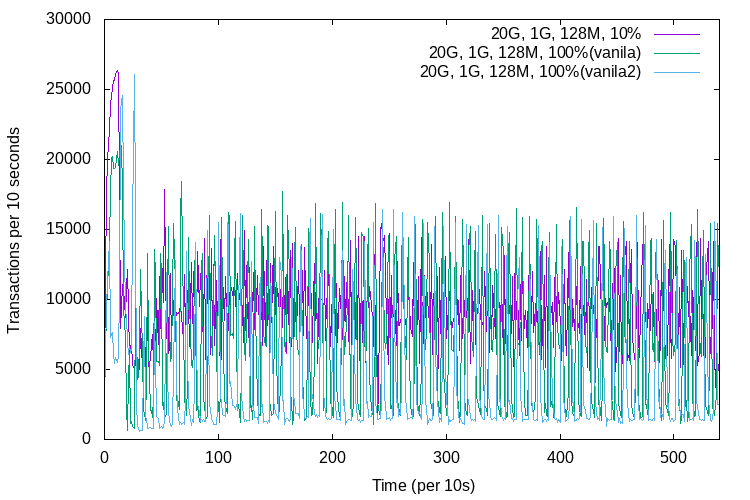 30000
25000
20000
15000
10000
5000
0
Transactions per 10 seconds
20G, 1G, 128M, 10%
20G, 1G, 128M, 100%(vanila)
20G, 1G, 128M, 100%(vanila2)
0 100 200 300 400 500
Time (per 10s)